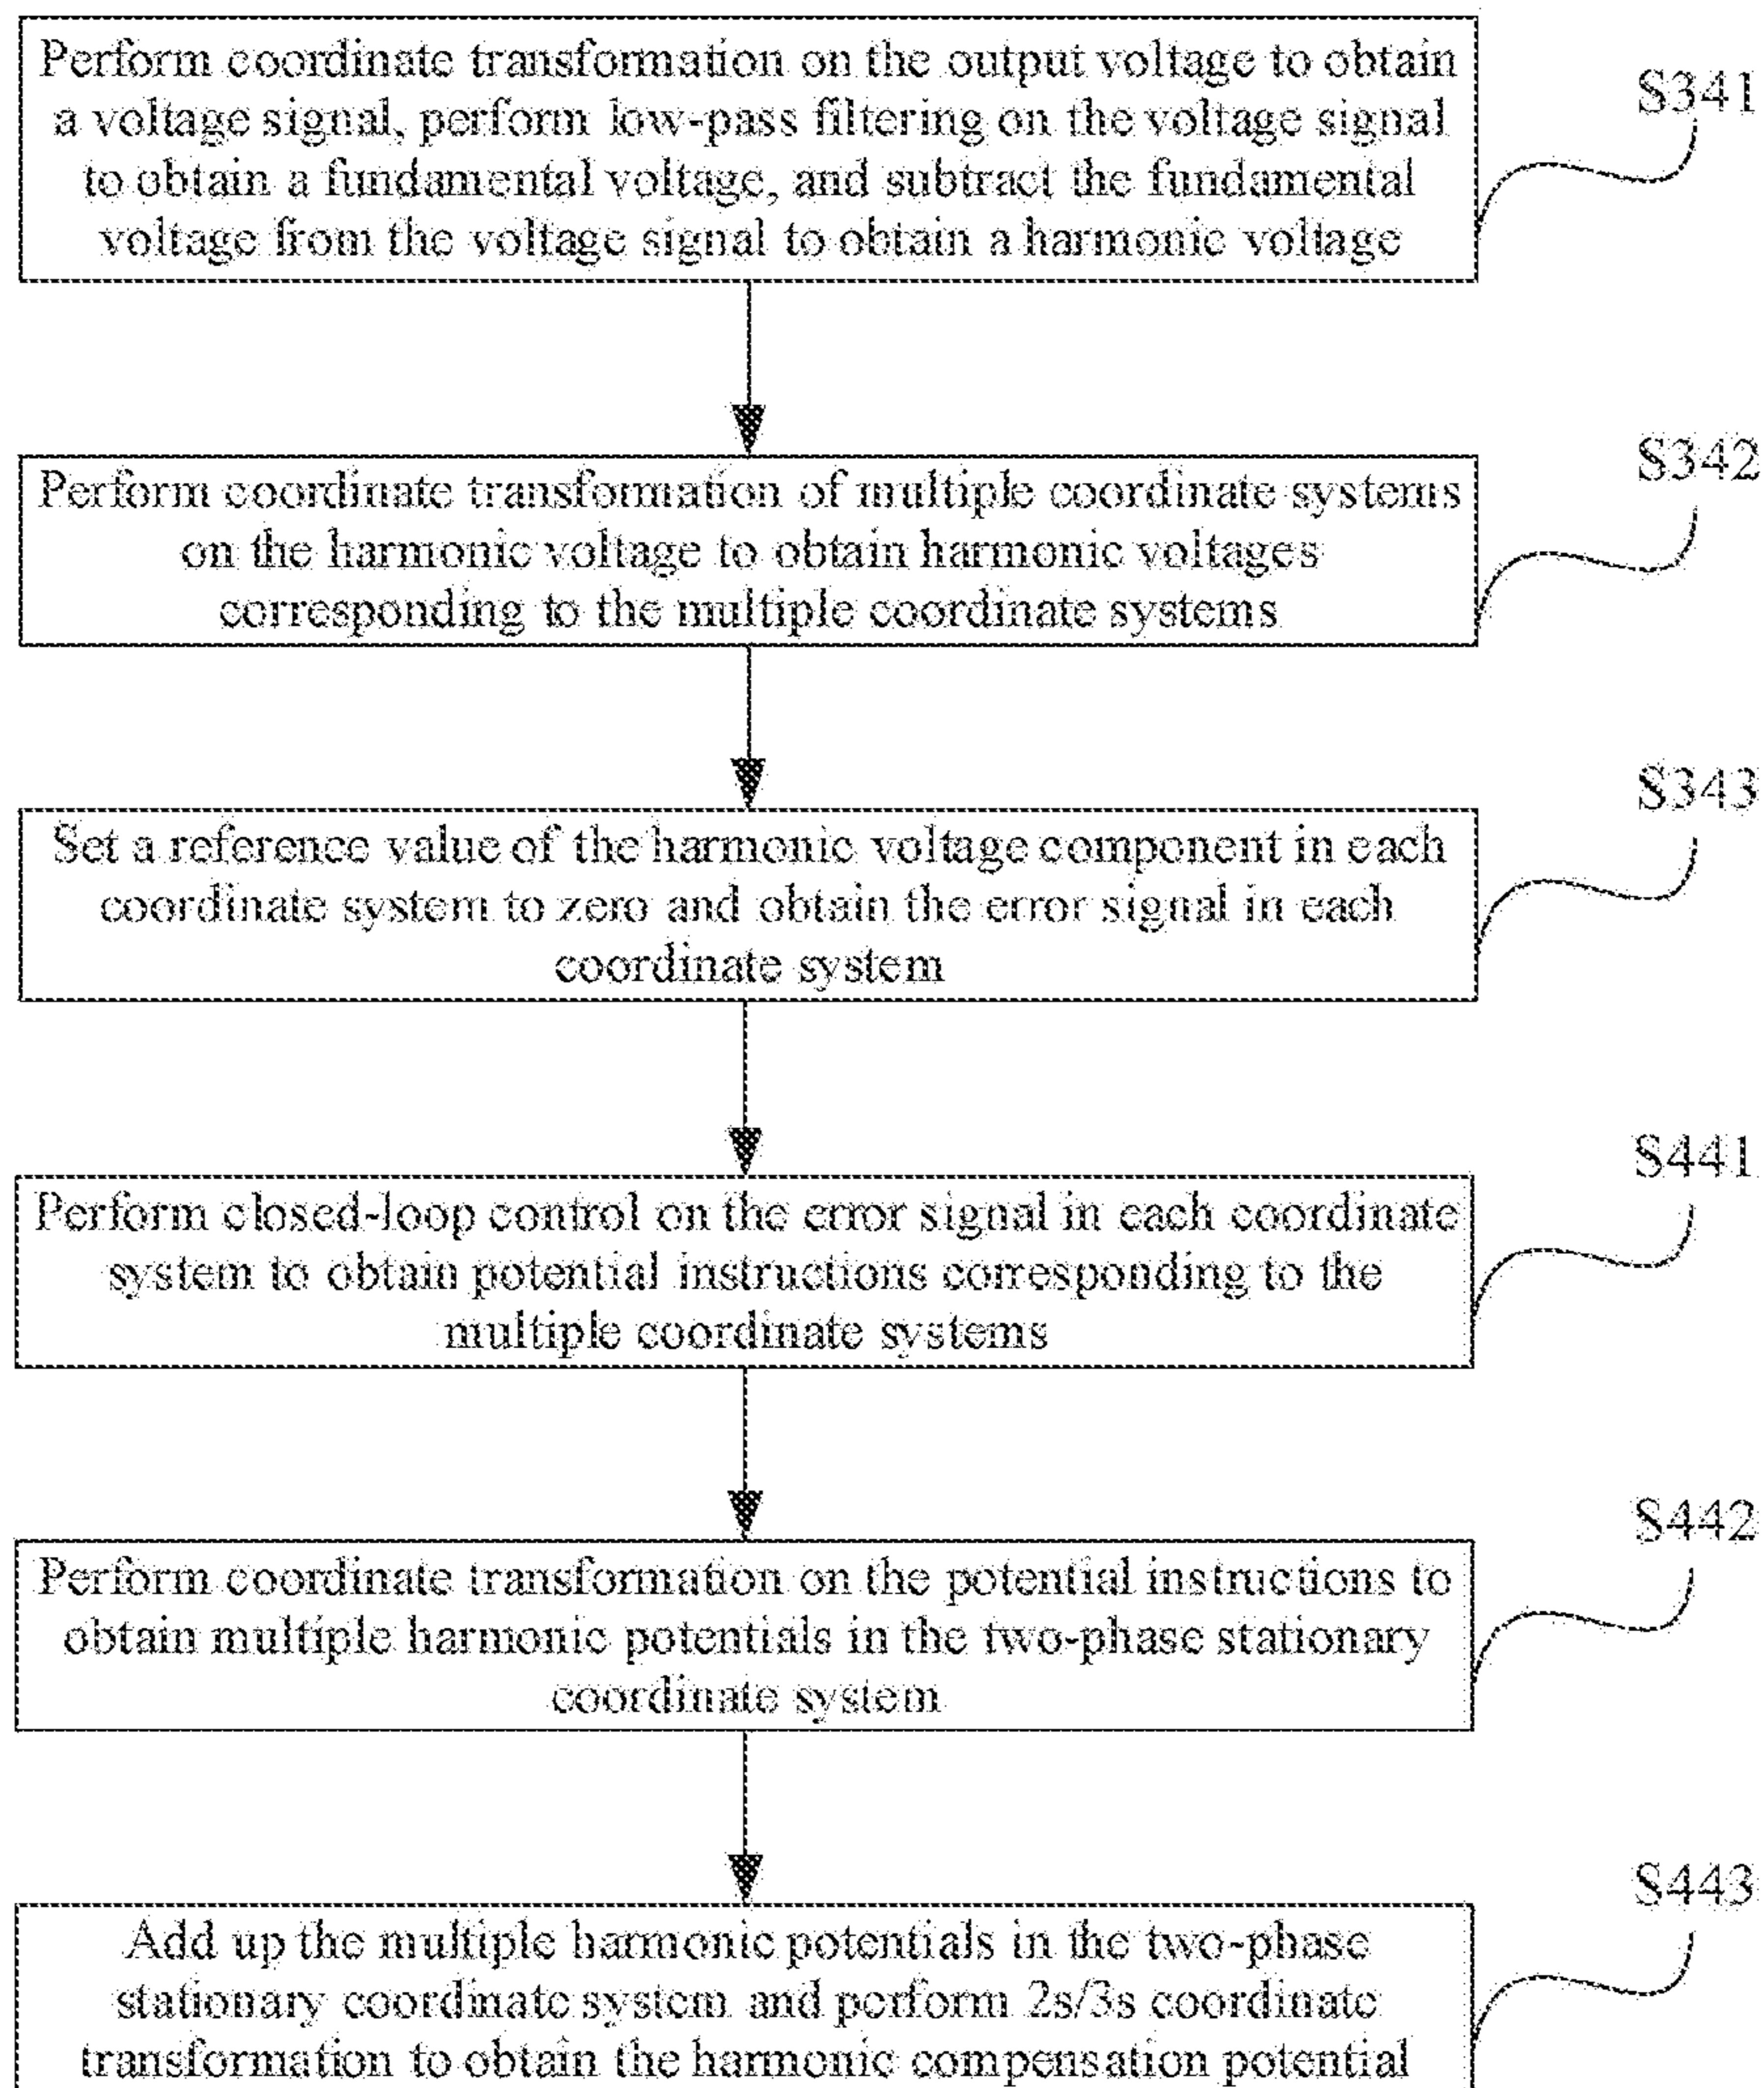 Perform coordinate transformation on the output voltage to obtain
a voltage signal, perform low-pass filtering on the voltage signal
to obtain a fundamental voltage, and subtract the fundamental
voltage from the voltage signal to obtain a harmonic voltage
S341
Perform coordinate transformation of multiple coordinate systems
on the harmonic voltage to obtain harmonic voltages
corresponding to the multiple coordinate systems
S342
Set a reference value of the harmonic voltage component in each
coordinate system to zero and obtain the error signal in each
coordinate system
S343
Perform closed-loop control on the error signal in each coordinate
system to obtain potential instructions corresponding to the
multiple coordinate systems
S441
Perform coordinate transformation on the potential instructions to
obtain multiple harmonic potentials in the two-phase stationary
coordinate system
S442
Add up the multiple harmonic potentials in the two-phase
stationary coordinate system and perform 2s/3s coordinate
transformation to obtain the harmonic compensation potential
S443